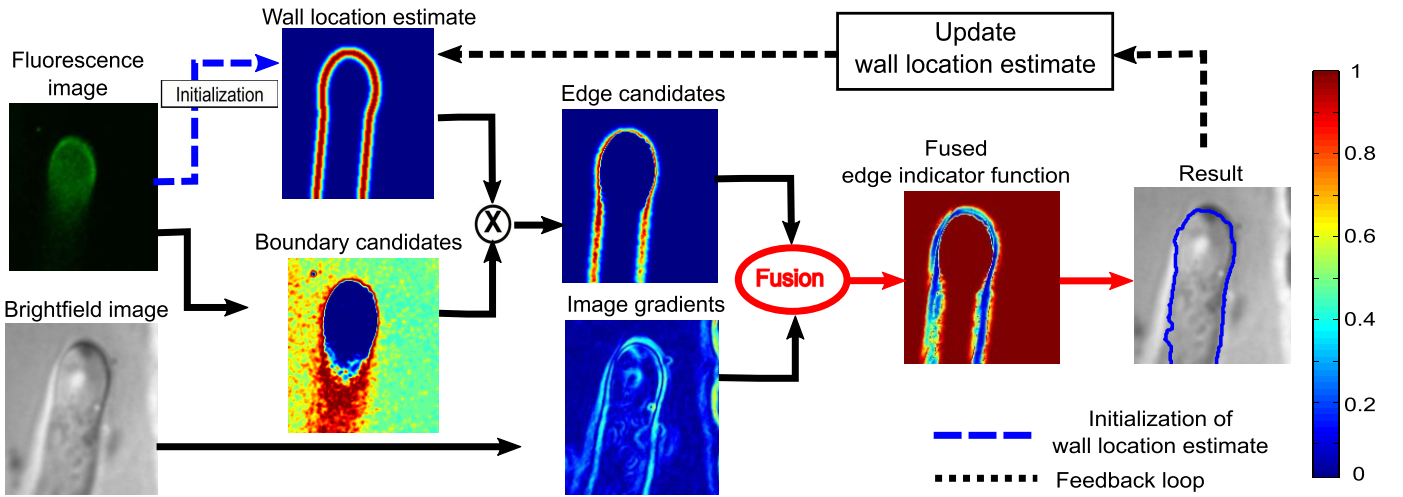 Wall location estimate
Fluorescence
image
Initialization
Update
wall location estimate
Edge candidates
Boundary candidates
X
Brightfield image
Image gradients
Fusion
Fused
edge indicator function
Result
Initialization of
wall location estimate
Feedback loop
1
0.8
0.6
0.4
0.2
0